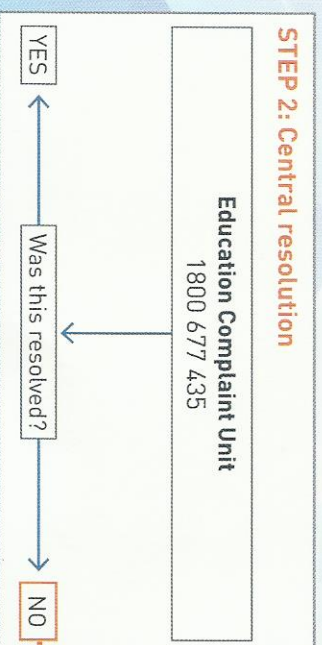 STEP 2: Central resolution
Education Complaint Unit
1800 677 435
YES
Was this resolved?
NO